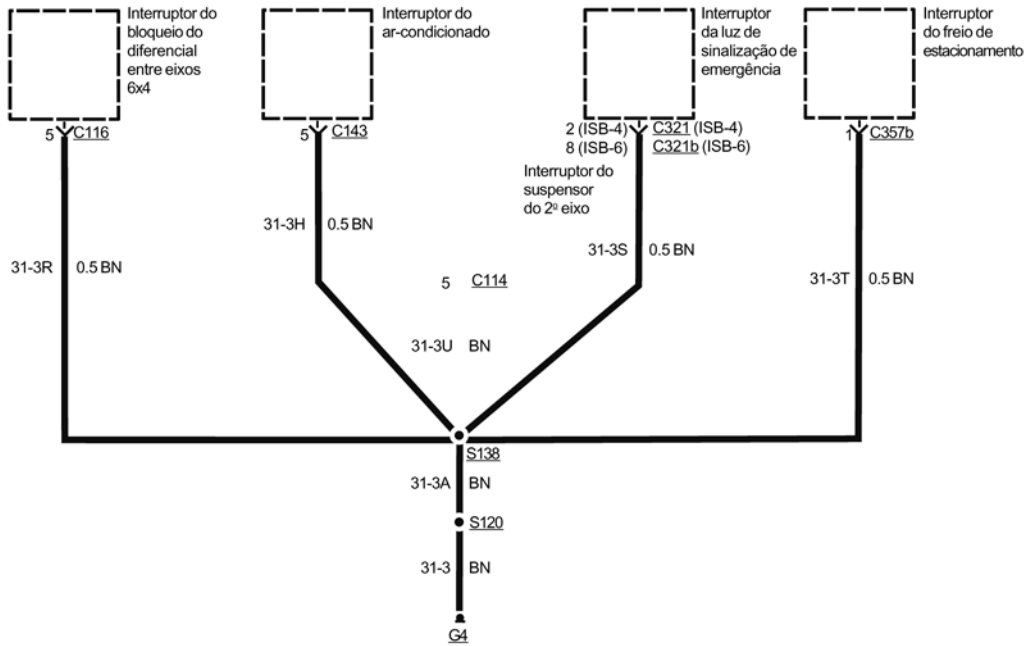 Interruptor do
bloqueio do
diferencial
entre eixos
6x4
Interruptor do
ar-condicionado
Interruptor
da luz de
sinalização de
emergência
Interruptor
do freio de
estacionamento
5 C116
5 C143
2 (ISB-4) C321 (ISB-4)
8 (ISB-6) C321b (ISB-6)
1 C357b
Interruptor do
suspensor
do 2º eixo
31-3H 0.5 BN
31-3S 0.5 BN
31-3R 0.5 BN
31-3T 0.5 BN
5 C114
31-3U BN
S138
31-3A BN
S120
31-3 BN
G4